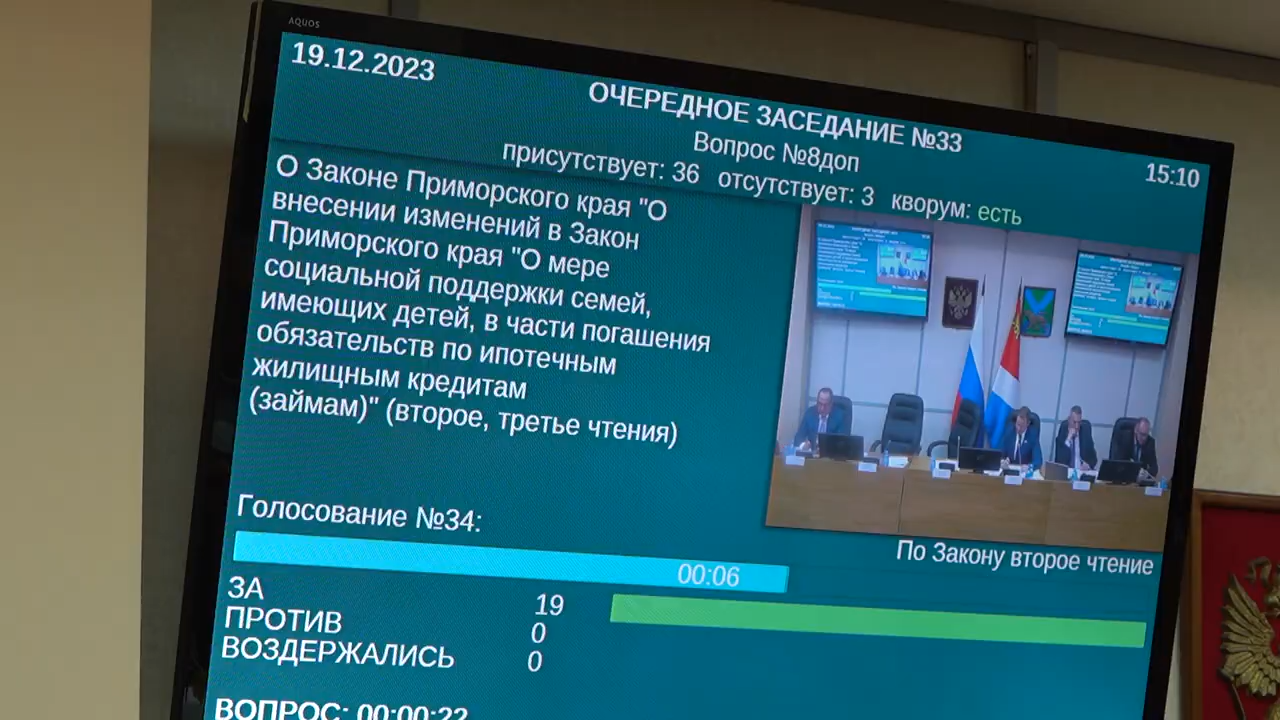 AQUOS
19.12.2023
ОЧЕРЕДНОЕ ЗАСЕДАНИЕ №33
Вопрос №8доп
15:10
присутствует: 36 отсутствует: 3 кворум: есть
О Законе Приморского края "О
внесении изменений в Закон
Приморского края "О мере
социальной поддержки семей,
имеющих детей, в части погашения
обязательств по ипотечным
жилищным кредитам
(займам)" (второе, третье чтения)
Голосование №34:
По Закону второе чтение
00:06
ЗА 19
ПРОТИВ 0
ВОЗДЕРЖАЛИСЬ 0
ВОПРОС: 00:00:22